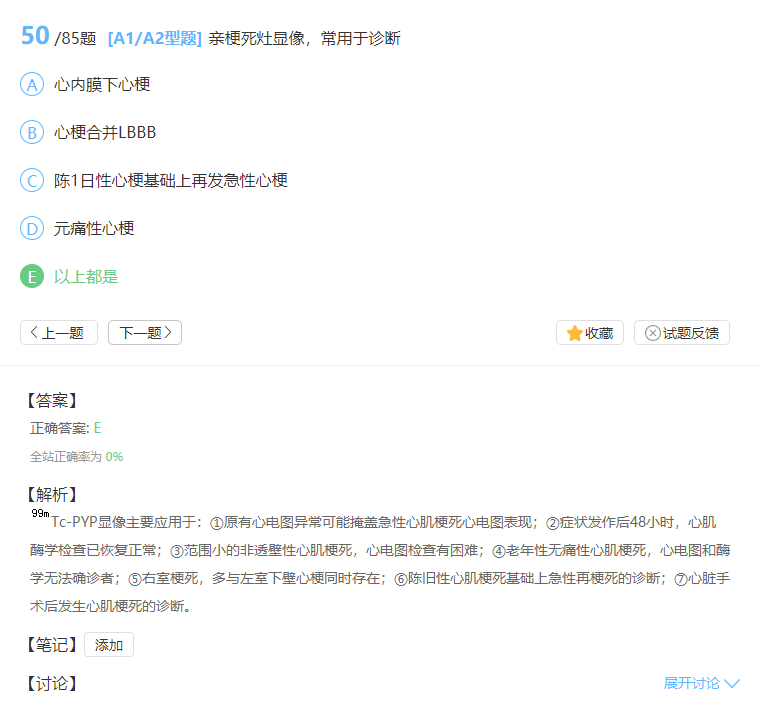 50 /85题 [A1/A2型题] 亲梗死灶显像，常用于诊断
A 心内膜下心梗
B 心梗合并LBBB
C 陈1日性心梗基础上再发急性心梗
D 元痛性心梗
E 以上都是
上一题 下一题 收藏 试题反馈
【答案】
正确答案: E
全站正确率为 0%
【解析】
99mTc-PYP显像主要应用于：①原有心电图异常可能掩盖急性心肌梗死心电图表现；②症状发作后48小时，心肌
酶学检查已恢复正常；③范围小的非透壁性心肌梗死，心电图检查有困难；④老年性无痛性心肌梗死，心电图和酶
学无法确诊者；⑤右室梗死，多与左室下壁心梗同时存在；⑥陈旧性心肌梗死基础上急性再梗死的诊断；⑦心脏手
术后发生心肌梗死的诊断。
【笔记】 添加
【讨论】 展开讨论